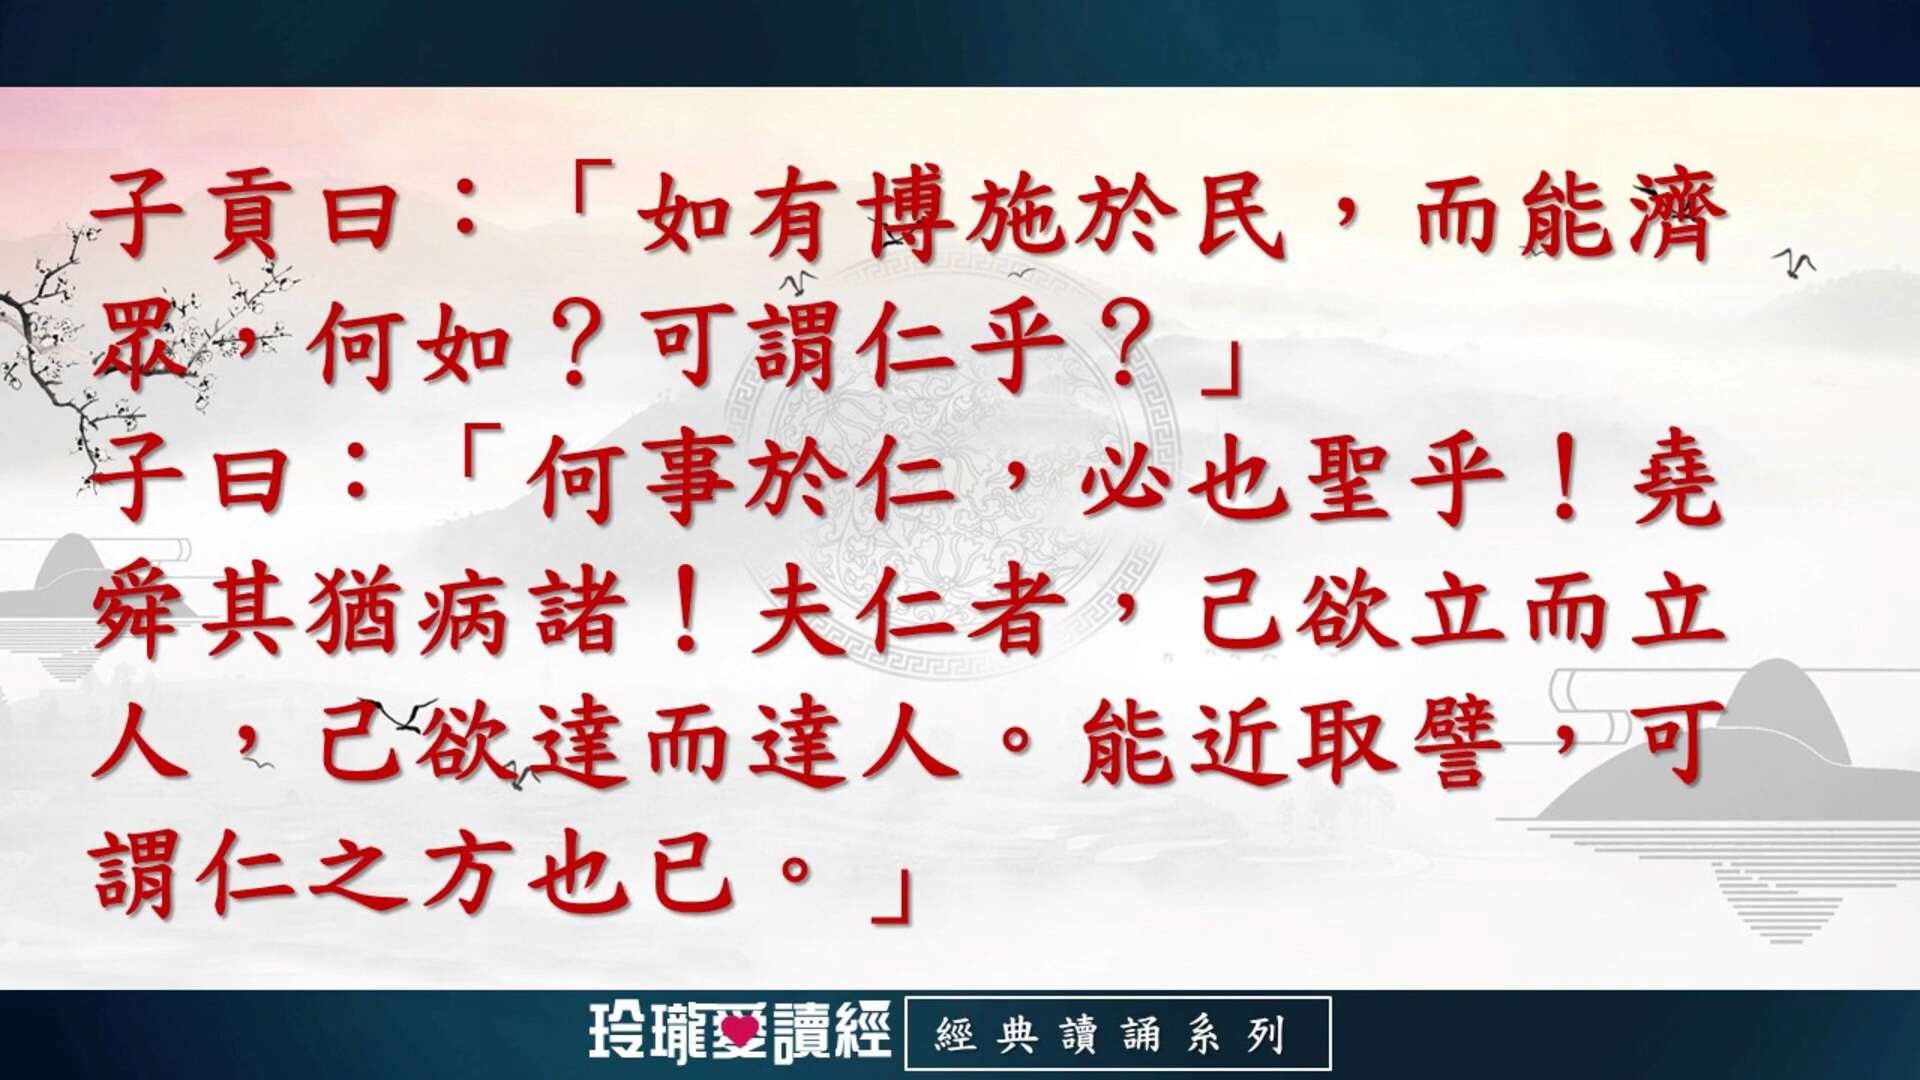 子貢曰：「如有博施於民，而能濟
眾，何如？可謂仁乎？」
子曰：「何事於仁，必也聖乎！堯
舜其猶病諸！夫仁者，己欲立而立
人，己欲達而達人。能近取譬，可
謂仁之方也已。」
玲瓏愛讀經
經典讀誦系列